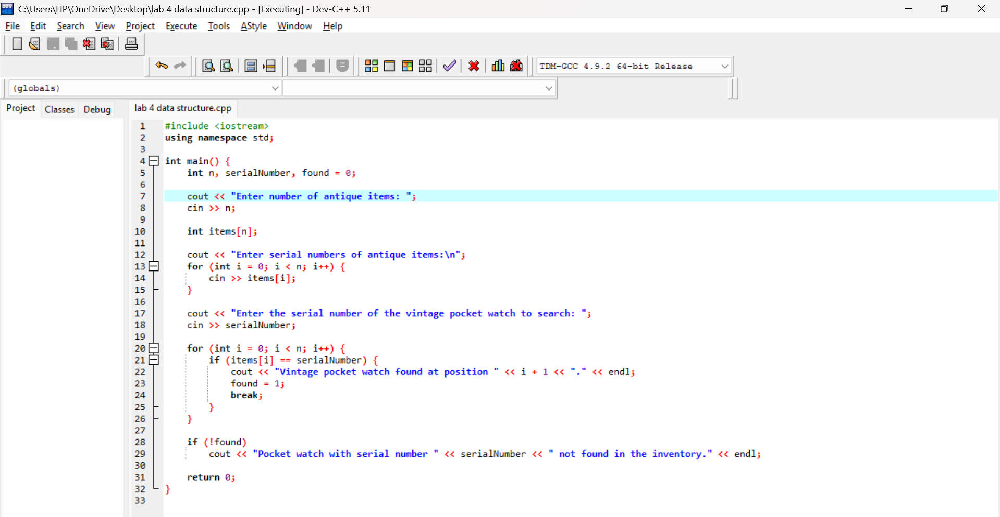 C:\Users\HP\OneDrive\Desktop\lab 4 data structure.cpp - [Executing] - Dev-C++ 5.11
File Edit Search View Project Execute Tools AStyle Window Help
TDM-GCC 4.9.2 64-bit Release
(globals)
Project Classes Debug lab 4 data structure.cpp
1 #include <iostream>
2 using namespace std;
3
4 int main() {
5 int n, serialNumber, found = 0;
6
7 cout << "Enter number of antique items: ";
8 cin >> n;
9
10 int items[n];
11
12 cout << "Enter serial numbers of antique items:\n";
13 for (int i = 0; i < n; i++) {
14 cin >> items[i];
15 }
16
17 cout << "Enter the serial number of the vintage pocket watch to search: ";
18 cin >> serialNumber;
19
20 for (int i = 0; i < n; i++) {
21 if (items[i] == serialNumber) {
22 cout << "Vintage pocket watch found at position " << i + 1 << "." << endl;
23 found = 1;
24 break;
25 }
26 }
27
28 if (!found)
29 cout << "Pocket watch with serial number " << serialNumber << " not found in the inventory." << endl;
30
31 return 0;
32 }
33